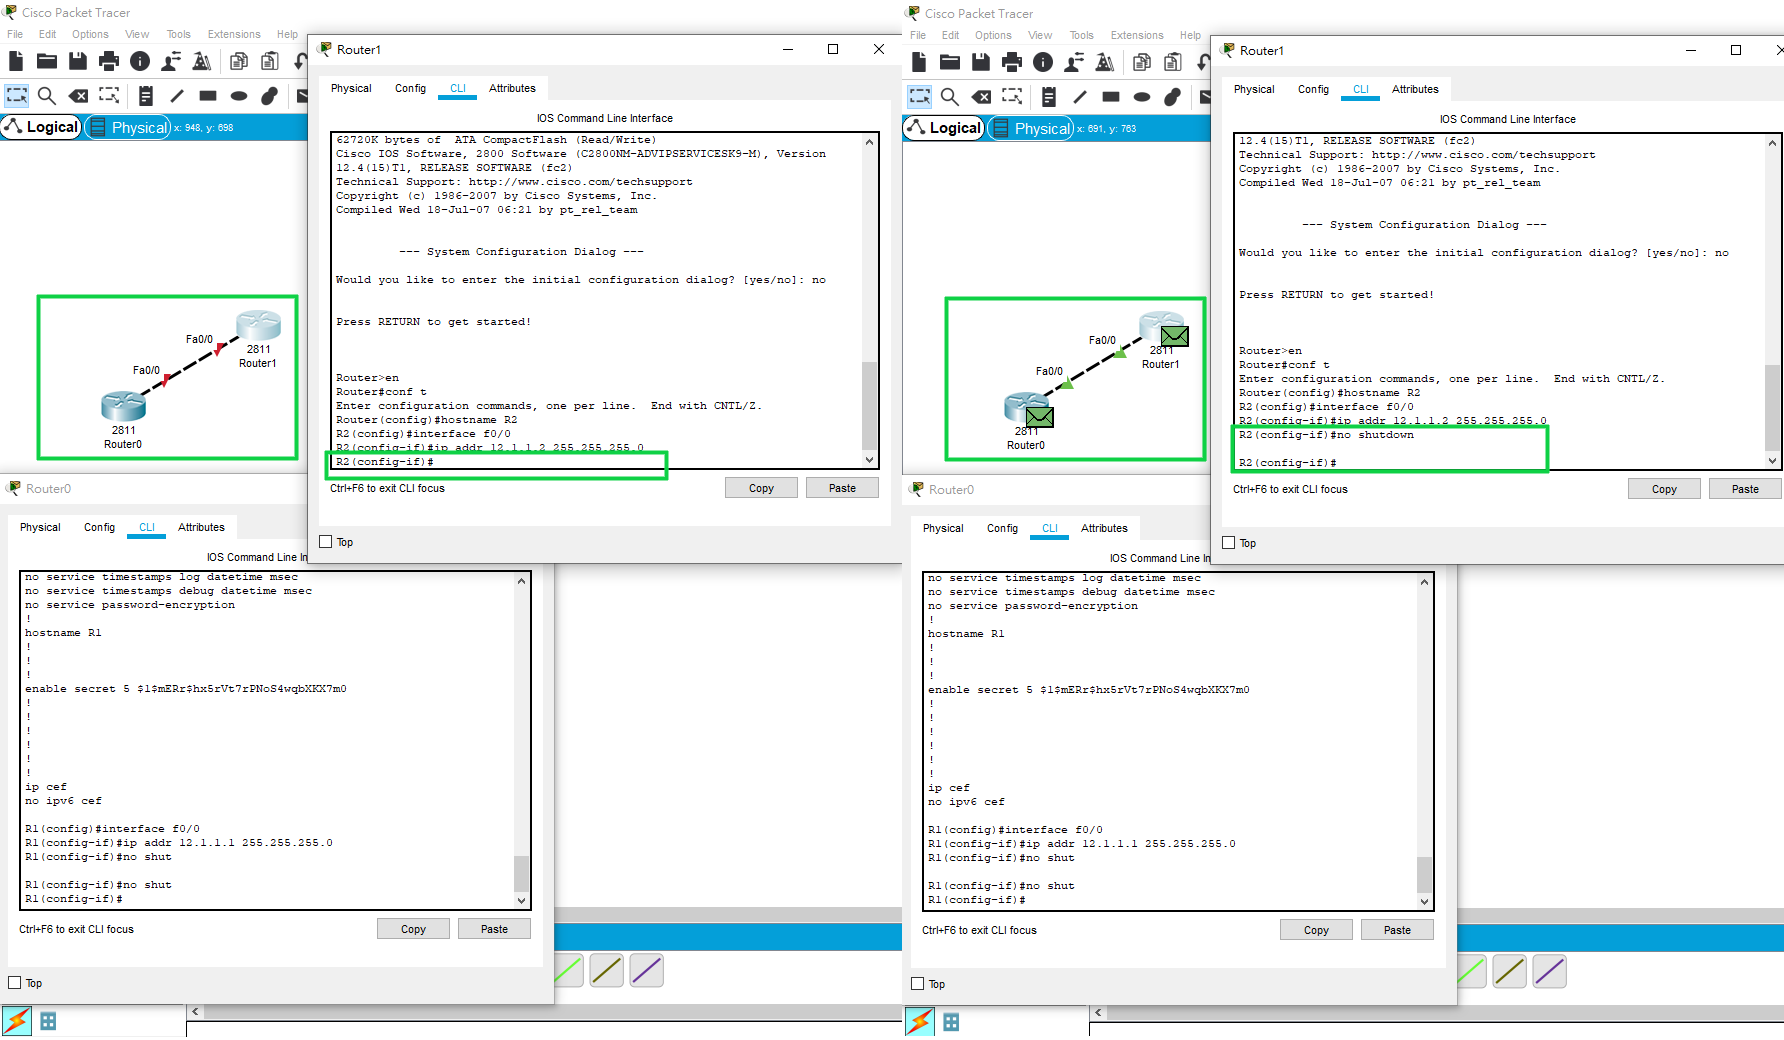 Cisco Packet Tracer
File Edit Options View Tools Extensions Help
Logical
Physical
x: 948, y: 698
Fa0/0
2811
Router1
Fa0/0
2811
Router0
Router1
Physical Config CLI Attributes
IOS Command Line Interface
62720K bytes of  ATA CompactFlash (Read/Write)
Cisco IOS Software, 2800 Software (C2800NM-ADVIPSERVICESK9-M), Version
12.4(15)T1, RELEASE SOFTWARE (fc2)
Technical Support: http://www.cisco.com/techsupport
Copyright (c) 1986-2007 by Cisco Systems, Inc.
Compiled Wed 18-Jul-07 06:21 by pt_rel_team
--- System Configuration Dialog ---
Would you like to enter the initial configuration dialog? [yes/no]: no
Press RETURN to get started!
Router>en
Router#conf t
Enter configuration commands, one per line.  End with CNTL/Z.
Router(config)#hostname R2
R2(config)#interface f0/0
R2(config-if)#ip addr 12.1.1.2 255.255.255.0
R2(config-if)#
Ctrl+F6 to exit CLI focus
Copy
Paste
Top
Router0
Physical Config CLI Attributes
IOS Command Line In
no service timestamps log datetime msec
no service timestamps debug datetime msec
no service password-encryption
!
hostname R1
!
!
!
enable secret 5 $1$mERr$hx5rVt7rPNoS4wqbXKX7m0
!
!
!
!
!
!
ip cef
no ipv6 cef
R1(config)#interface f0/0
R1(config-if)#ip addr 12.1.1.1 255.255.255.0
R1(config-if)#no shut
R1(config-if)#no shut
R1(config-if)#
Ctrl+F6 to exit CLI focus
Copy
Paste
Top
Cisco Packet Tracer
File Edit Options View Tools Extensions Help
Logical
Physical
x: 691, y: 763
Fa0/0
2811
Router1
Fa0/0
2811
Router0
Router1
Physical Config CLI Attributes
IOS Command Line Interface
12.4(15)T1, RELEASE SOFTWARE (fc2)
Technical Support: http://www.cisco.com/techsupport
Copyright (c) 1986-2007 by Cisco Systems, Inc.
Compiled Wed 18-Jul-07 06:21 by pt_rel_team
--- System Configuration Dialog ---
Would you like to enter the initial configuration dialog? [yes/no]: no
Press RETURN to get started!
Router>en
Router#conf t
Enter configuration commands, one per line.  End with CNTL/Z.
Router(config)#hostname R2
R2(config)#interface f0/0
R2(config-if)#ip addr 12.1.1.2 255.255.255.0
R2(config-if)#no shutdown
R2(config-if)#
Ctrl+F6 to exit CLI focus
Copy
Paste
Top
Router0
Physical Config CLI Attributes
IOS Command Line In
no service timestamps log datetime msec
no service timestamps debug datetime msec
no service password-encryption
!
hostname R1
!
!
!
enable secret 5 $1$mERr$hx5rVt7rPNoS4wqbXKX7m0
!
!
!
!
!
!
ip cef
no ipv6 cef
R1(config)#interface f0/0
R1(config-if)#ip addr 12.1.1.1 255.255.255.0
R1(config-if)#no shut
R1(config-if)#no shut
R1(config-if)#
Ctrl+F6 to exit CLI focus
Copy
Paste
Top